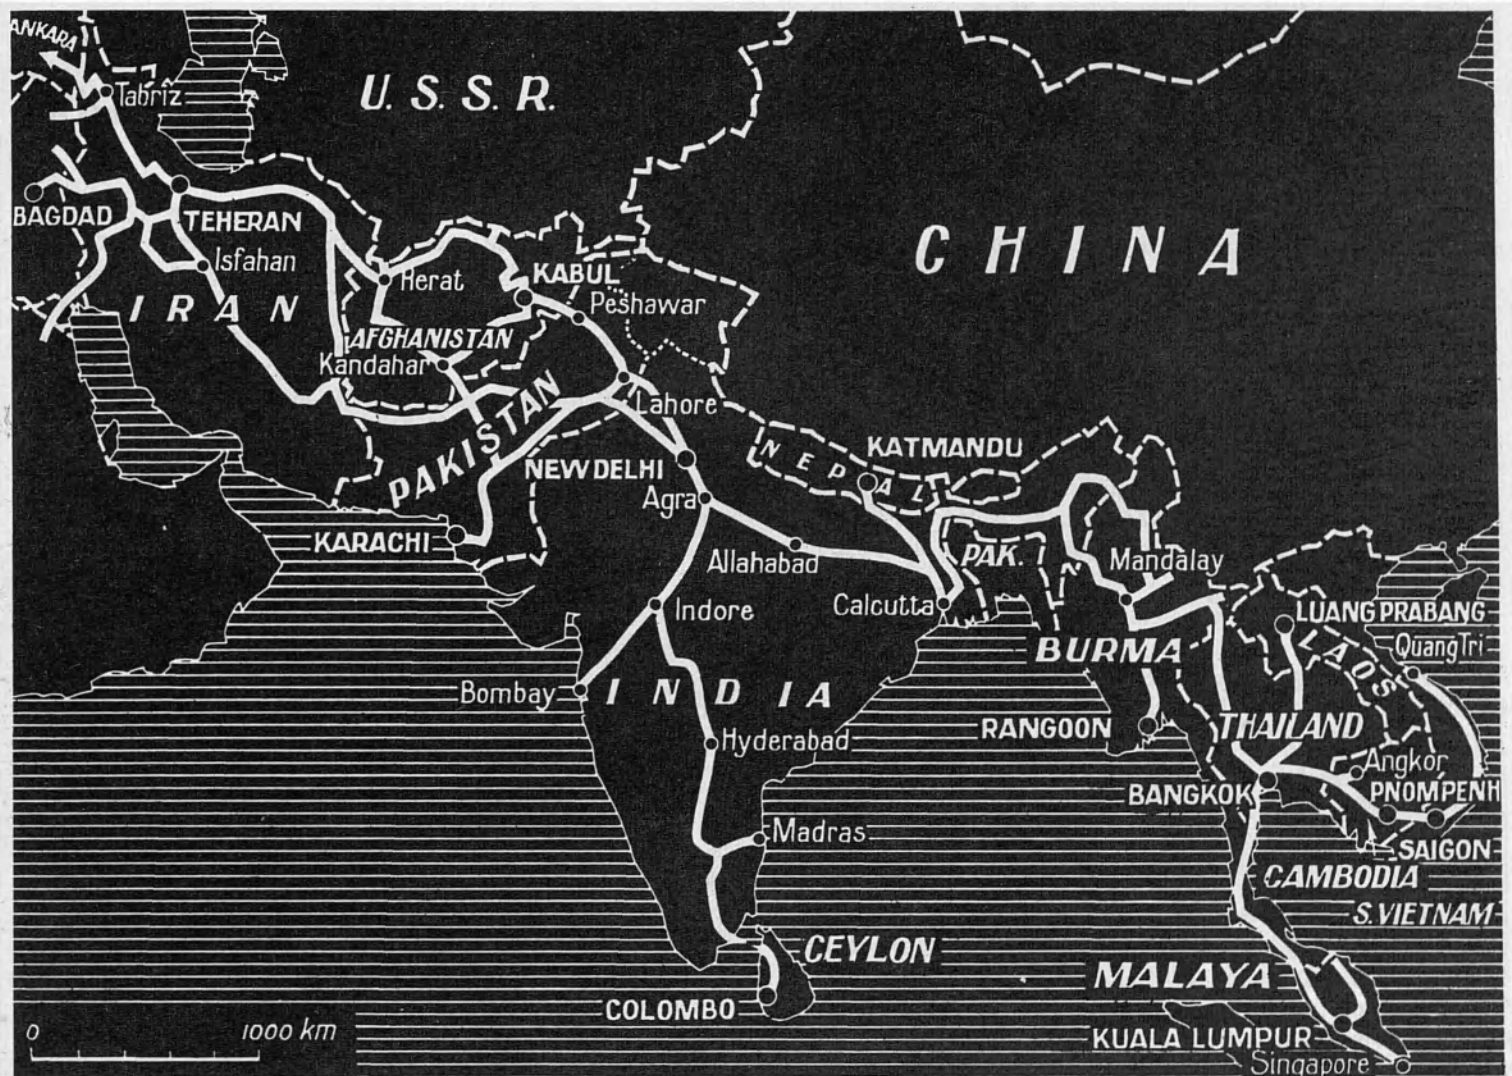 ANKARA
U. S. S. R.
Tabriz
BAGDAD
TEHERAN
CHINA
Isfahan
Herat
KABUL
IRAN
Peshawar
AFGHANISTAN
Kandahar
PAKISTAN
Lahore
NEPAL
KATMANDU
NEW DELHI
Agra
KARACHI
PAK.
Mandalay
Allahabad
Indore
Calcutta
LUANG PRABANG
BURMA
LAOS
Quang Tri
Bombay
INDIA
RANGOON
THAILAND
Hyderabad
Angkor
BANGKOK
PNOMPENH
Madras
SAIGON
CAMBODIA
S. VIETNAM
CEYLON
MALAYA
COLOMBO
0 1000 km
KUALA LUMPUR
Singapore